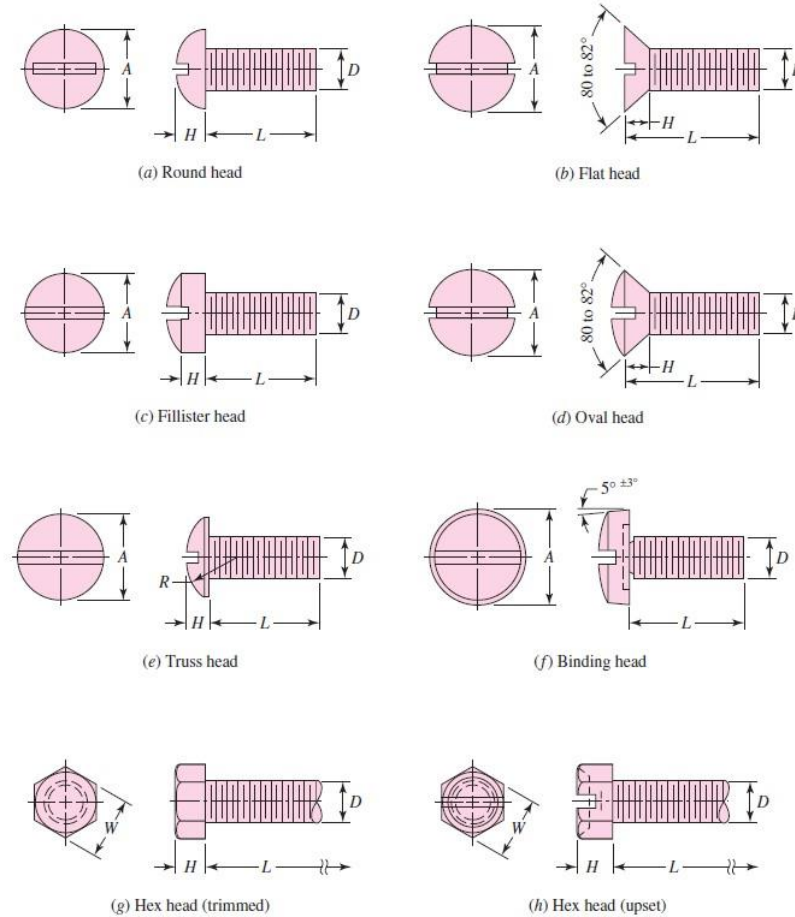 A
D
H
L
(a) Round head
A
80 to 82°
H
L
(b) Flat head
A
D
H
L
(c) Fillister head
A
80 to 82°
H
L
(d) Oval head
A
R
D
H
L
(e) Truss head
5° ±3°
A
D
L
(f) Binding head
W
D
H
L
(g) Hex head (trimmed)
W
D
H
L
(h) Hex head (upset)